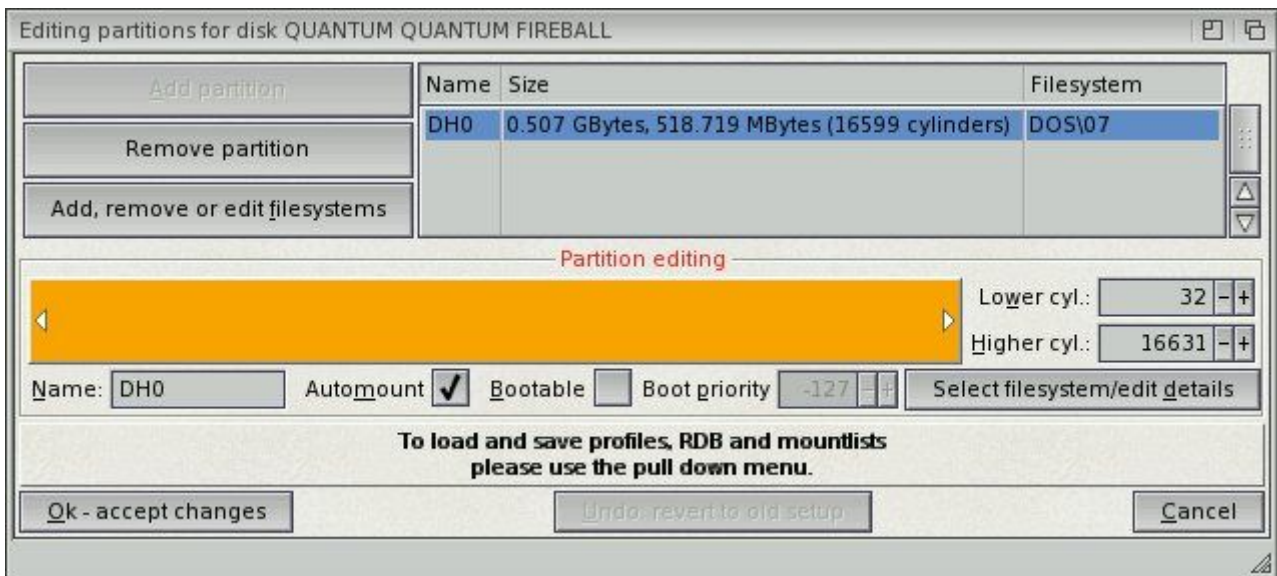 Editing partitions for disk QUANTUM QUANTUM FIREBALL
Add partition
Remove partition
Add, remove or edit filesystems
Name Size Filesystem
DH0 0.507 GBytes, 518.719 MBytes (16599 cylinders) DOS\07
Partition editing
Lower cyl.: 32 - +
Higher cyl.: 16631 - +
Name: DH0 Automount Bootable Boot priority -127 - + Select filesystem/edit details
To load and save profiles, RDB and mountlists
please use the pull down menu.
Ok - accept changes Undo revert to old setup Cancel